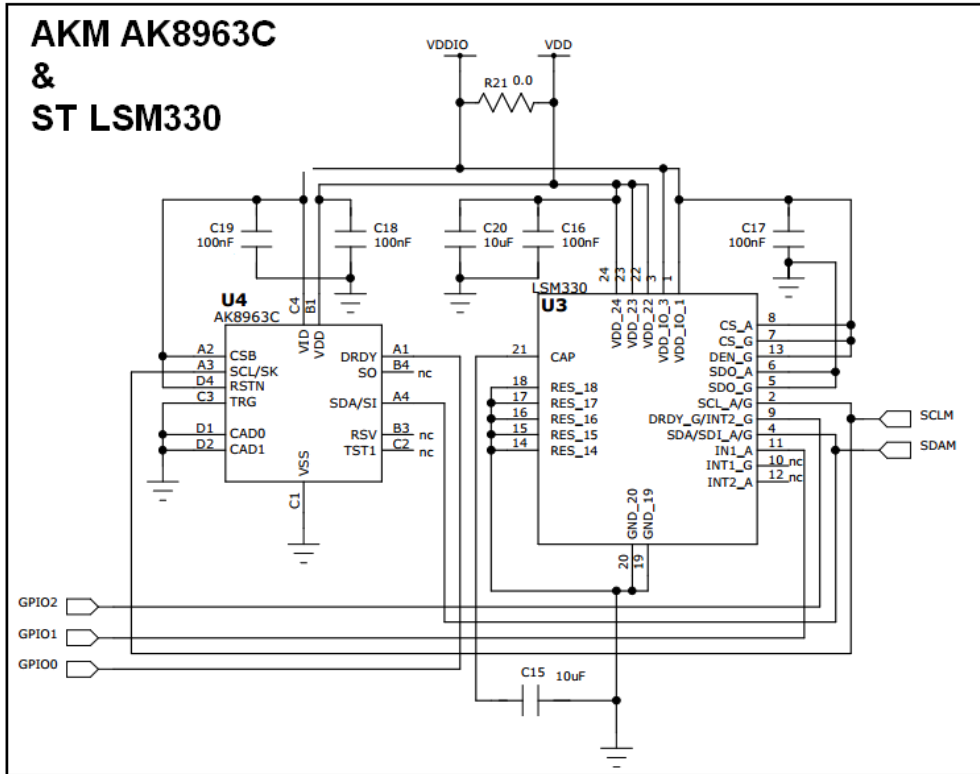 AKM AK8963C
&
ST LSM330
VDDIO
VDD
R21 0.0
C19
100nF
C18
100nF
C20
10uF
C16
100nF
C17
100nF
24
23
22
3
1
LSM330
U3
VDD_24
VDD_23
VDD_22
VDD_IO_3
VDD_IO_1
C4
B1
U4
AK8963C
VID
VDD
A2 CSB
A3 SCL/SK
D4 RSTN
C3 TRG
D1 CAD0
D2 CAD1
DRDY A1
SO B4 nc
SDA/SI A4
RSV B3 nc
TST1 C2 nc
VSS
C1
21 CAP
18 RES_18
17 RES_17
16 RES_16
15 RES_15
14 RES_14
CS_A 8
CS_G 7
DEN_G 13
SDO_A 6
SDO_G 5
SCL_A/G 2
DRDY_G/INT2_G 9
SDA/SDI_A/G 4
IN1_A 11
INT1_G 10 nc
INT2_A 12 nc
GND_20
GND_19
20
19
SCLM
SDAM
GPIO2
GPIO1
GPIO0
C15 10uF